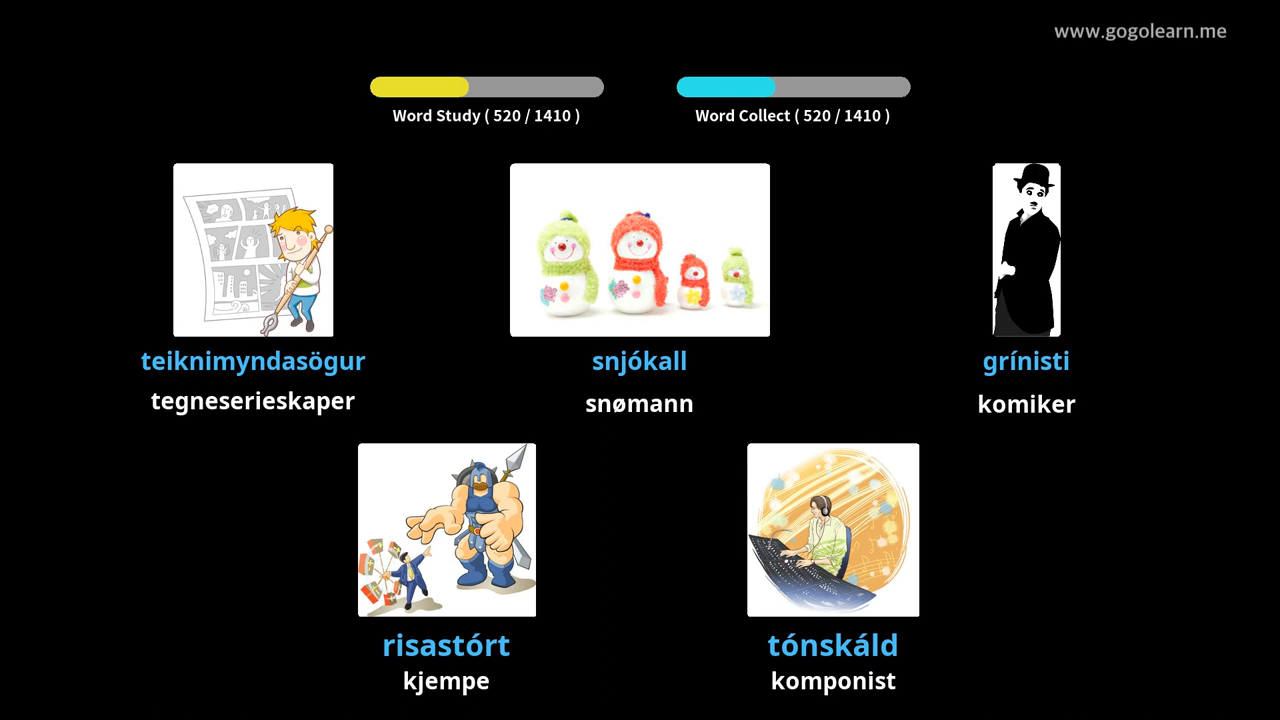 www.gogolearn.me
Word Study ( 520 / 1410 )
Word Collect ( 520 / 1410 )
teiknimyndasögur
tegneserieskaper
snjókall
snømann
grínisti
komiker
risastórt
kjempe
tónskáld
komponist